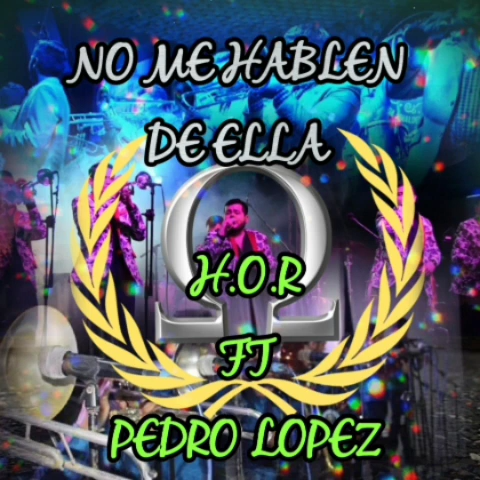 NO ME HABLEN
DE ELLA
Ω
H.O.R
FT
PEDRO LOPEZ